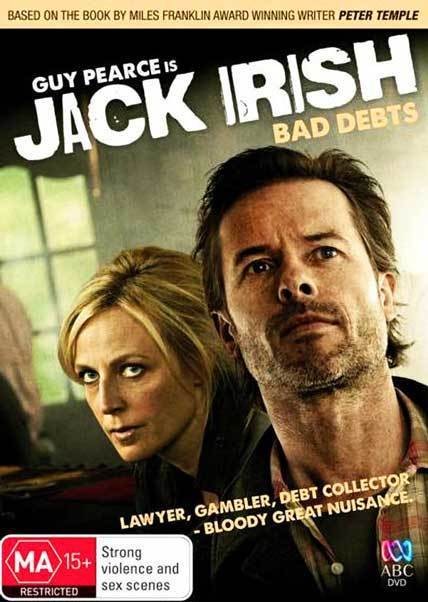 BASED ON THE BOOK BY MILES FRANKLIN AWARD WINNING WRITER PETER TEMPLE
GUY PEARCE IS
JACK IRISH
BAD DEBTS
LAWYER, GAMBLER, DEBT COLLECTOR
- BLOODY GREAT NUISANCE.
MA 15+
RESTRICTED
Strong
violence and
sex scenes
ABC
DVD